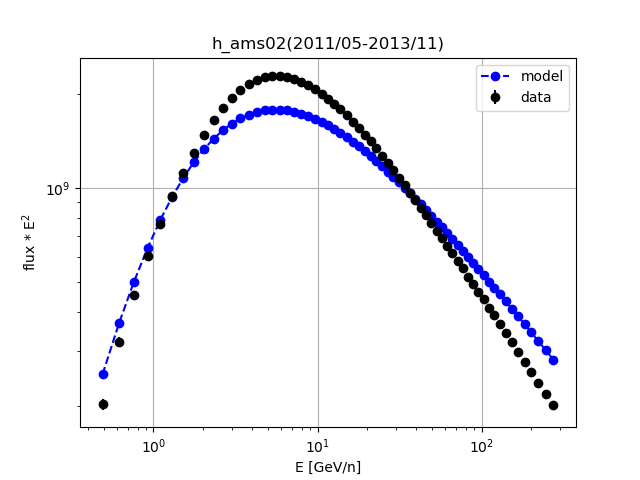 h_ams02(2011/05-2013/11)
model
data
10⁹
flux * E²
10⁰
10¹
10²
E [GeV/n]